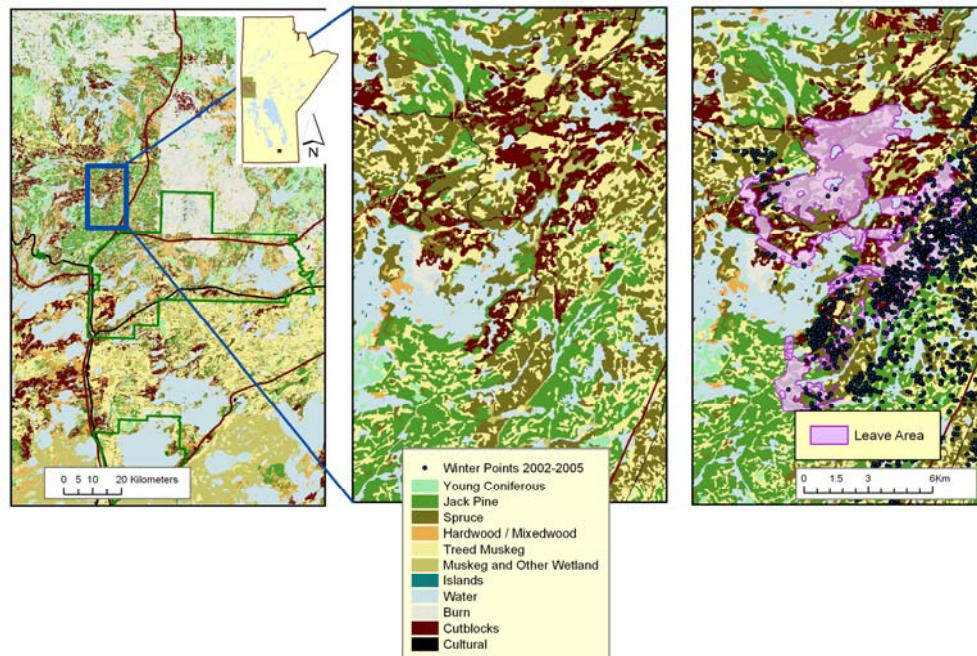 N
0 5 10 20 Kilometers
Winter Points 2002-2005
Young Coniferous
Jack Pine
Spruce
Hardwood / Mixedwood
Treed Muskeg
Muskeg and Other Wetland
Islands
Water
Burn
Cutblocks
Cultural
Leave Area
0 1.5 3 6Km